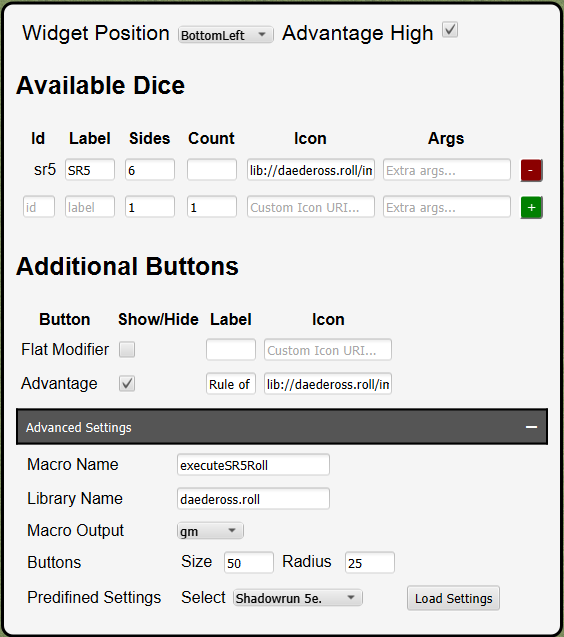 Widget Position BottomLeft Advantage High
Available Dice
Id Label Sides Count Icon Args
sr5 SR5 6 lib://daedeross.roll/in Extra args... -
id label 1 1 Custom Icon URI... Extra args... +
Additional Buttons
Button Show/Hide Label Icon
Flat Modifier Custom Icon URI...
Advantage Rule of lib://daedeross.roll/in
Advanced Settings
Macro Name executeSR5Roll
Library Name daedeross.roll
Macro Output gm
Buttons Size 50 Radius 25
Predifined Settings Select Shadowrun 5e. Load Settings